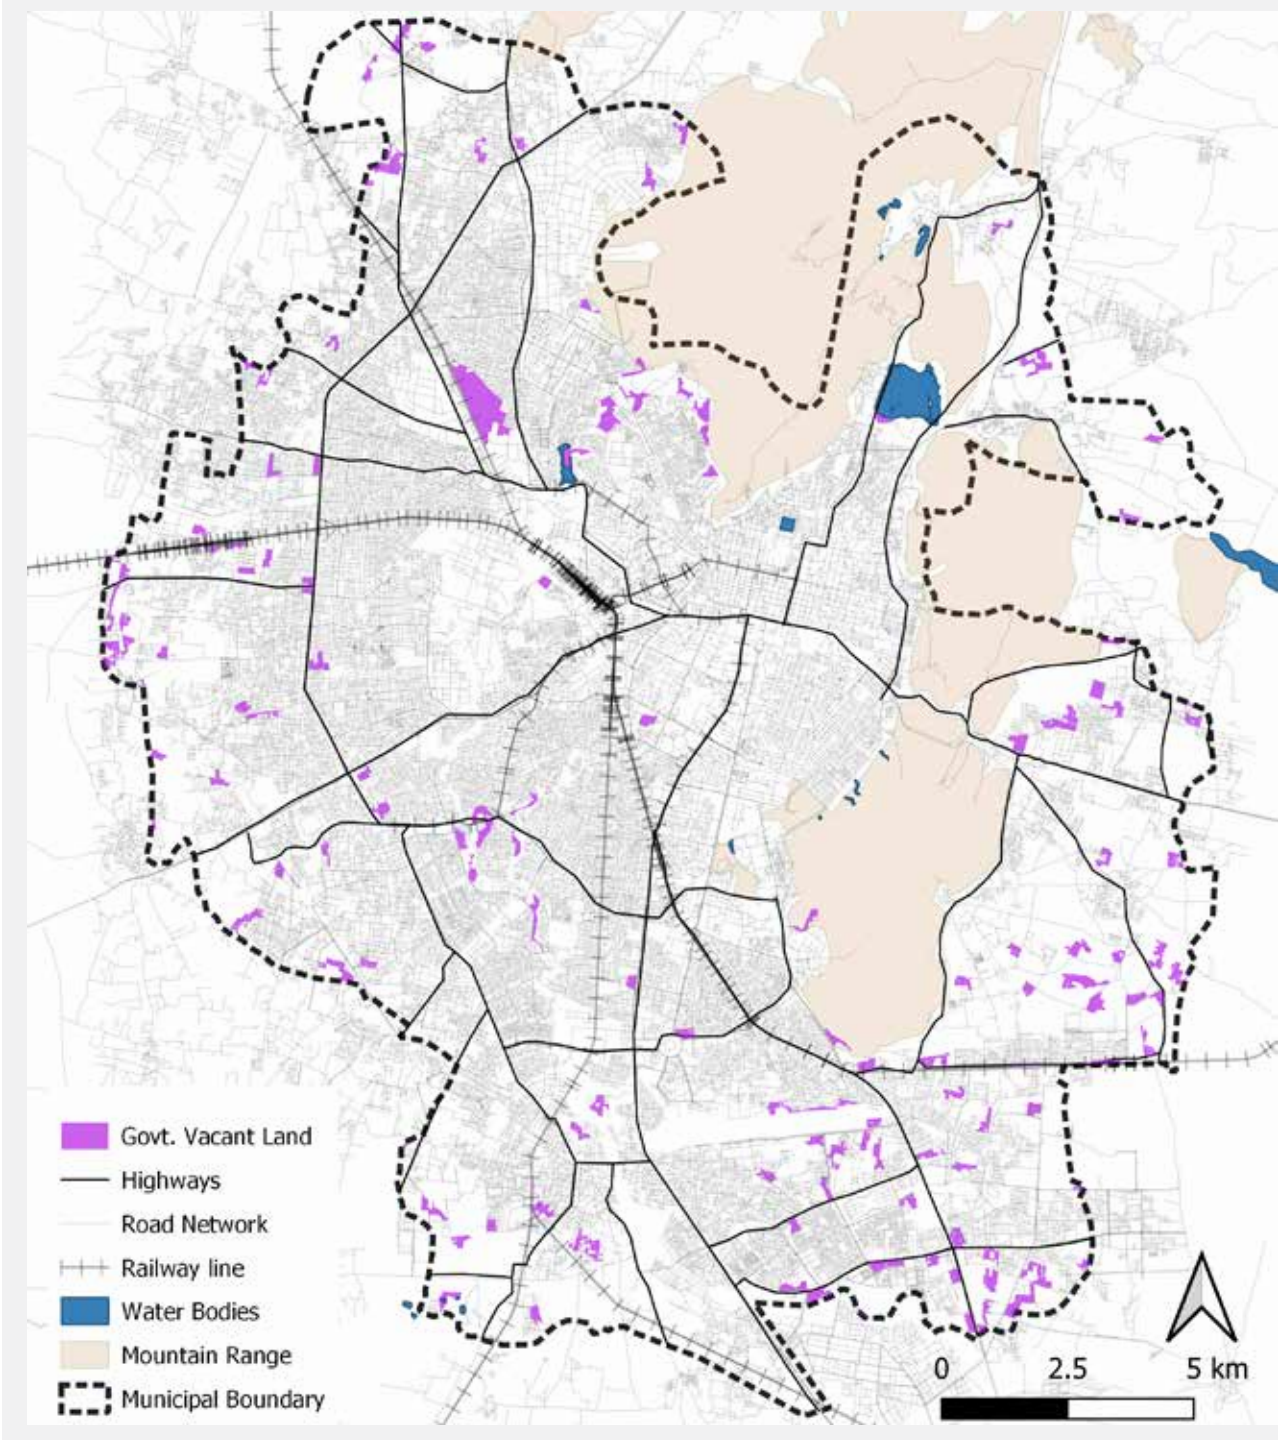 Govt. Vacant Land
Highways
Road Network
Railway line
Water Bodies
Mountain Range
Municipal Boundary
0 2.5 5 km